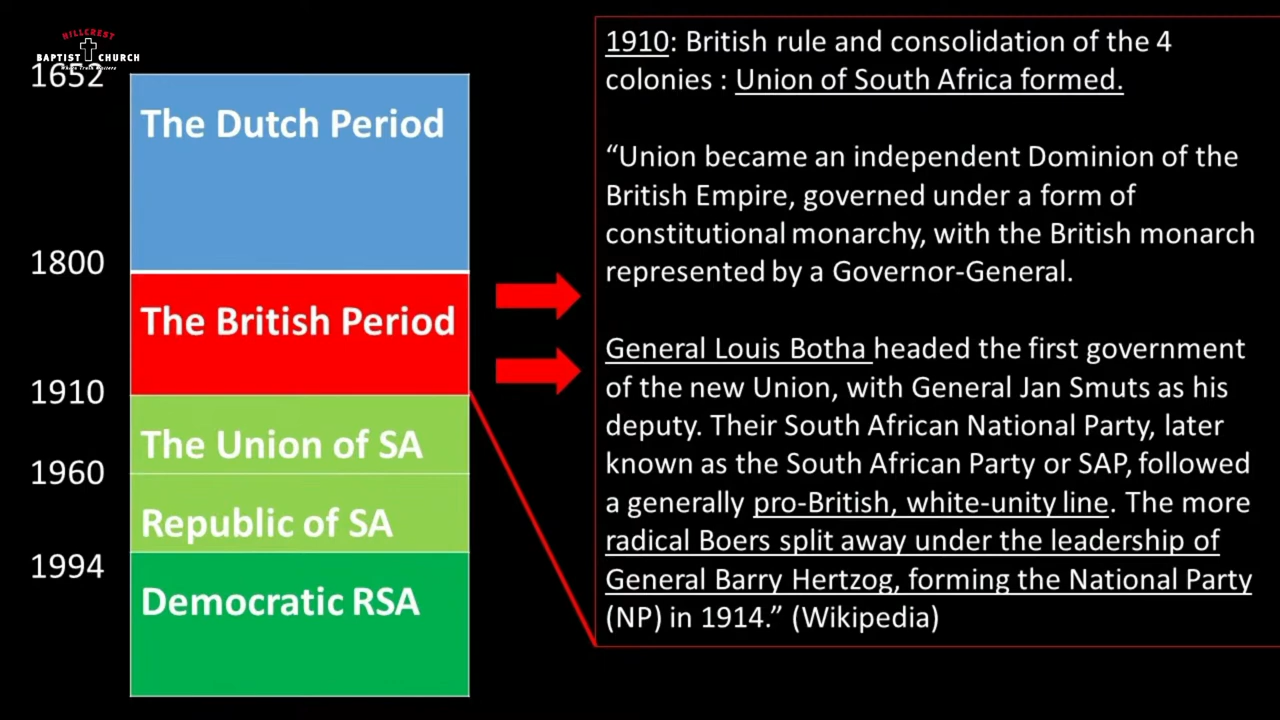 HILLCREST
BAPTIST CHURCH
Where Truth Matters
1652
The Dutch Period
1800
The British Period
1910
The Union of SA
1960
Republic of SA
1994
Democratic RSA
1910: British rule and consolidation of the 4
colonies : Union of South Africa formed.
“Union became an independent Dominion of the
British Empire, governed under a form of
constitutional monarchy, with the British monarch
represented by a Governor-General.
General Louis Botha headed the first government
of the new Union, with General Jan Smuts as his
deputy. Their South African National Party, later
known as the South African Party or SAP, followed
a generally pro-British, white-unity line. The more
radical Boers split away under the leadership of
General Barry Hertzog, forming the National Party
(NP) in 1914.” (Wikipedia)